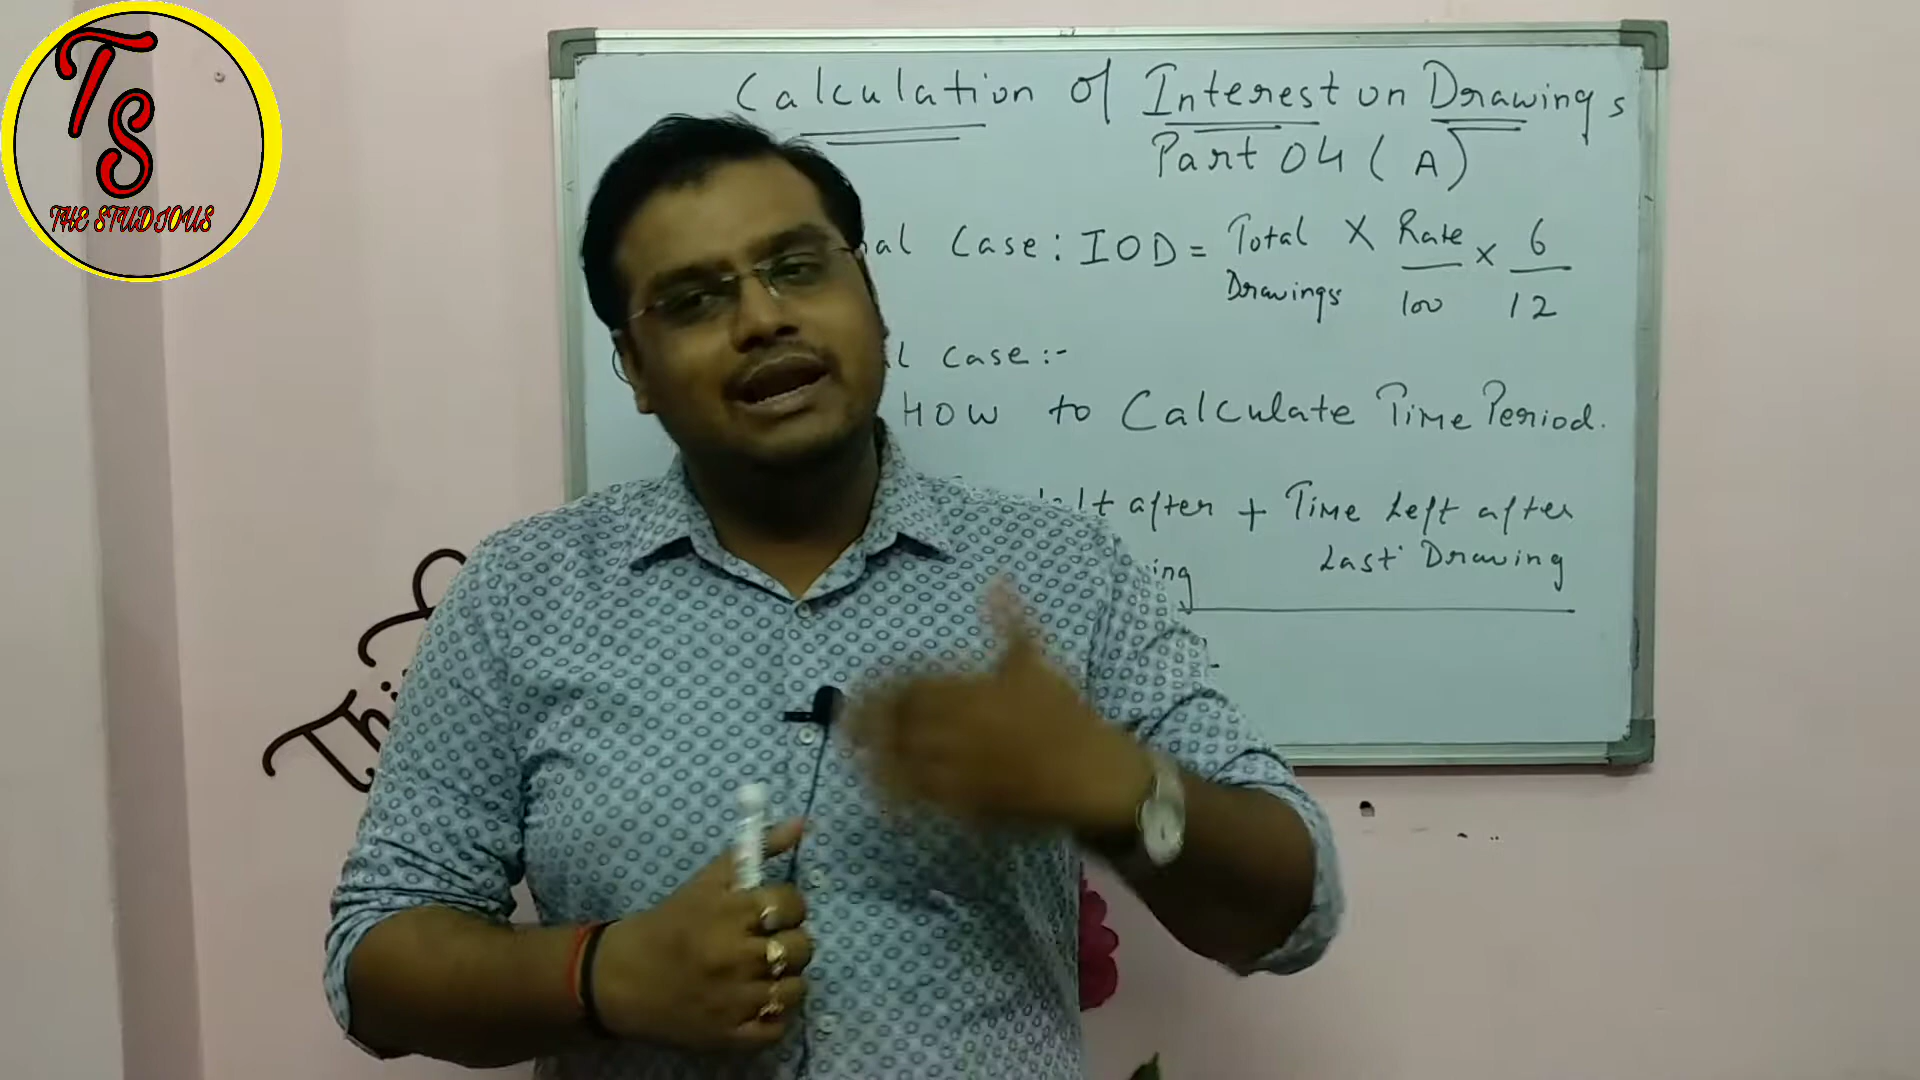 TS
THE STUDIOUS
Calculation of Interest on Drawings
Part 04 (A)
Case: IOD = Total Drawings X Rate/100 x 6/12
Case:-
How to Calculate Time Period.
after + Time Left after
Last Drawing